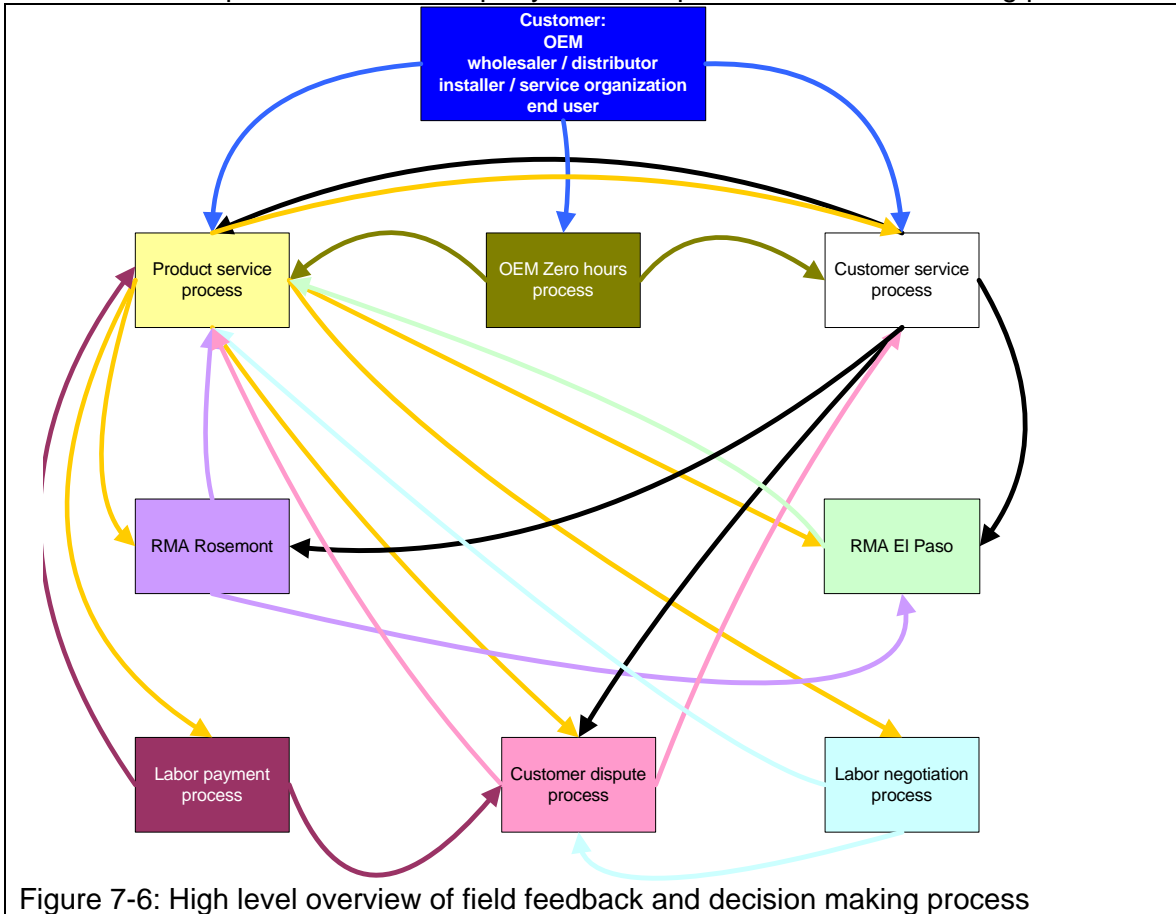 Customer:
OEM
wholesaler / distributor
installer / service organization
end user
Product service
process
OEM Zero hours
process
Customer service
process
RMA Rosemont
RMA El Paso
Labor payment
process
Customer dispute
process
Labor negotiation
process
Figure 7-6: High level overview of field feedback and decision making process